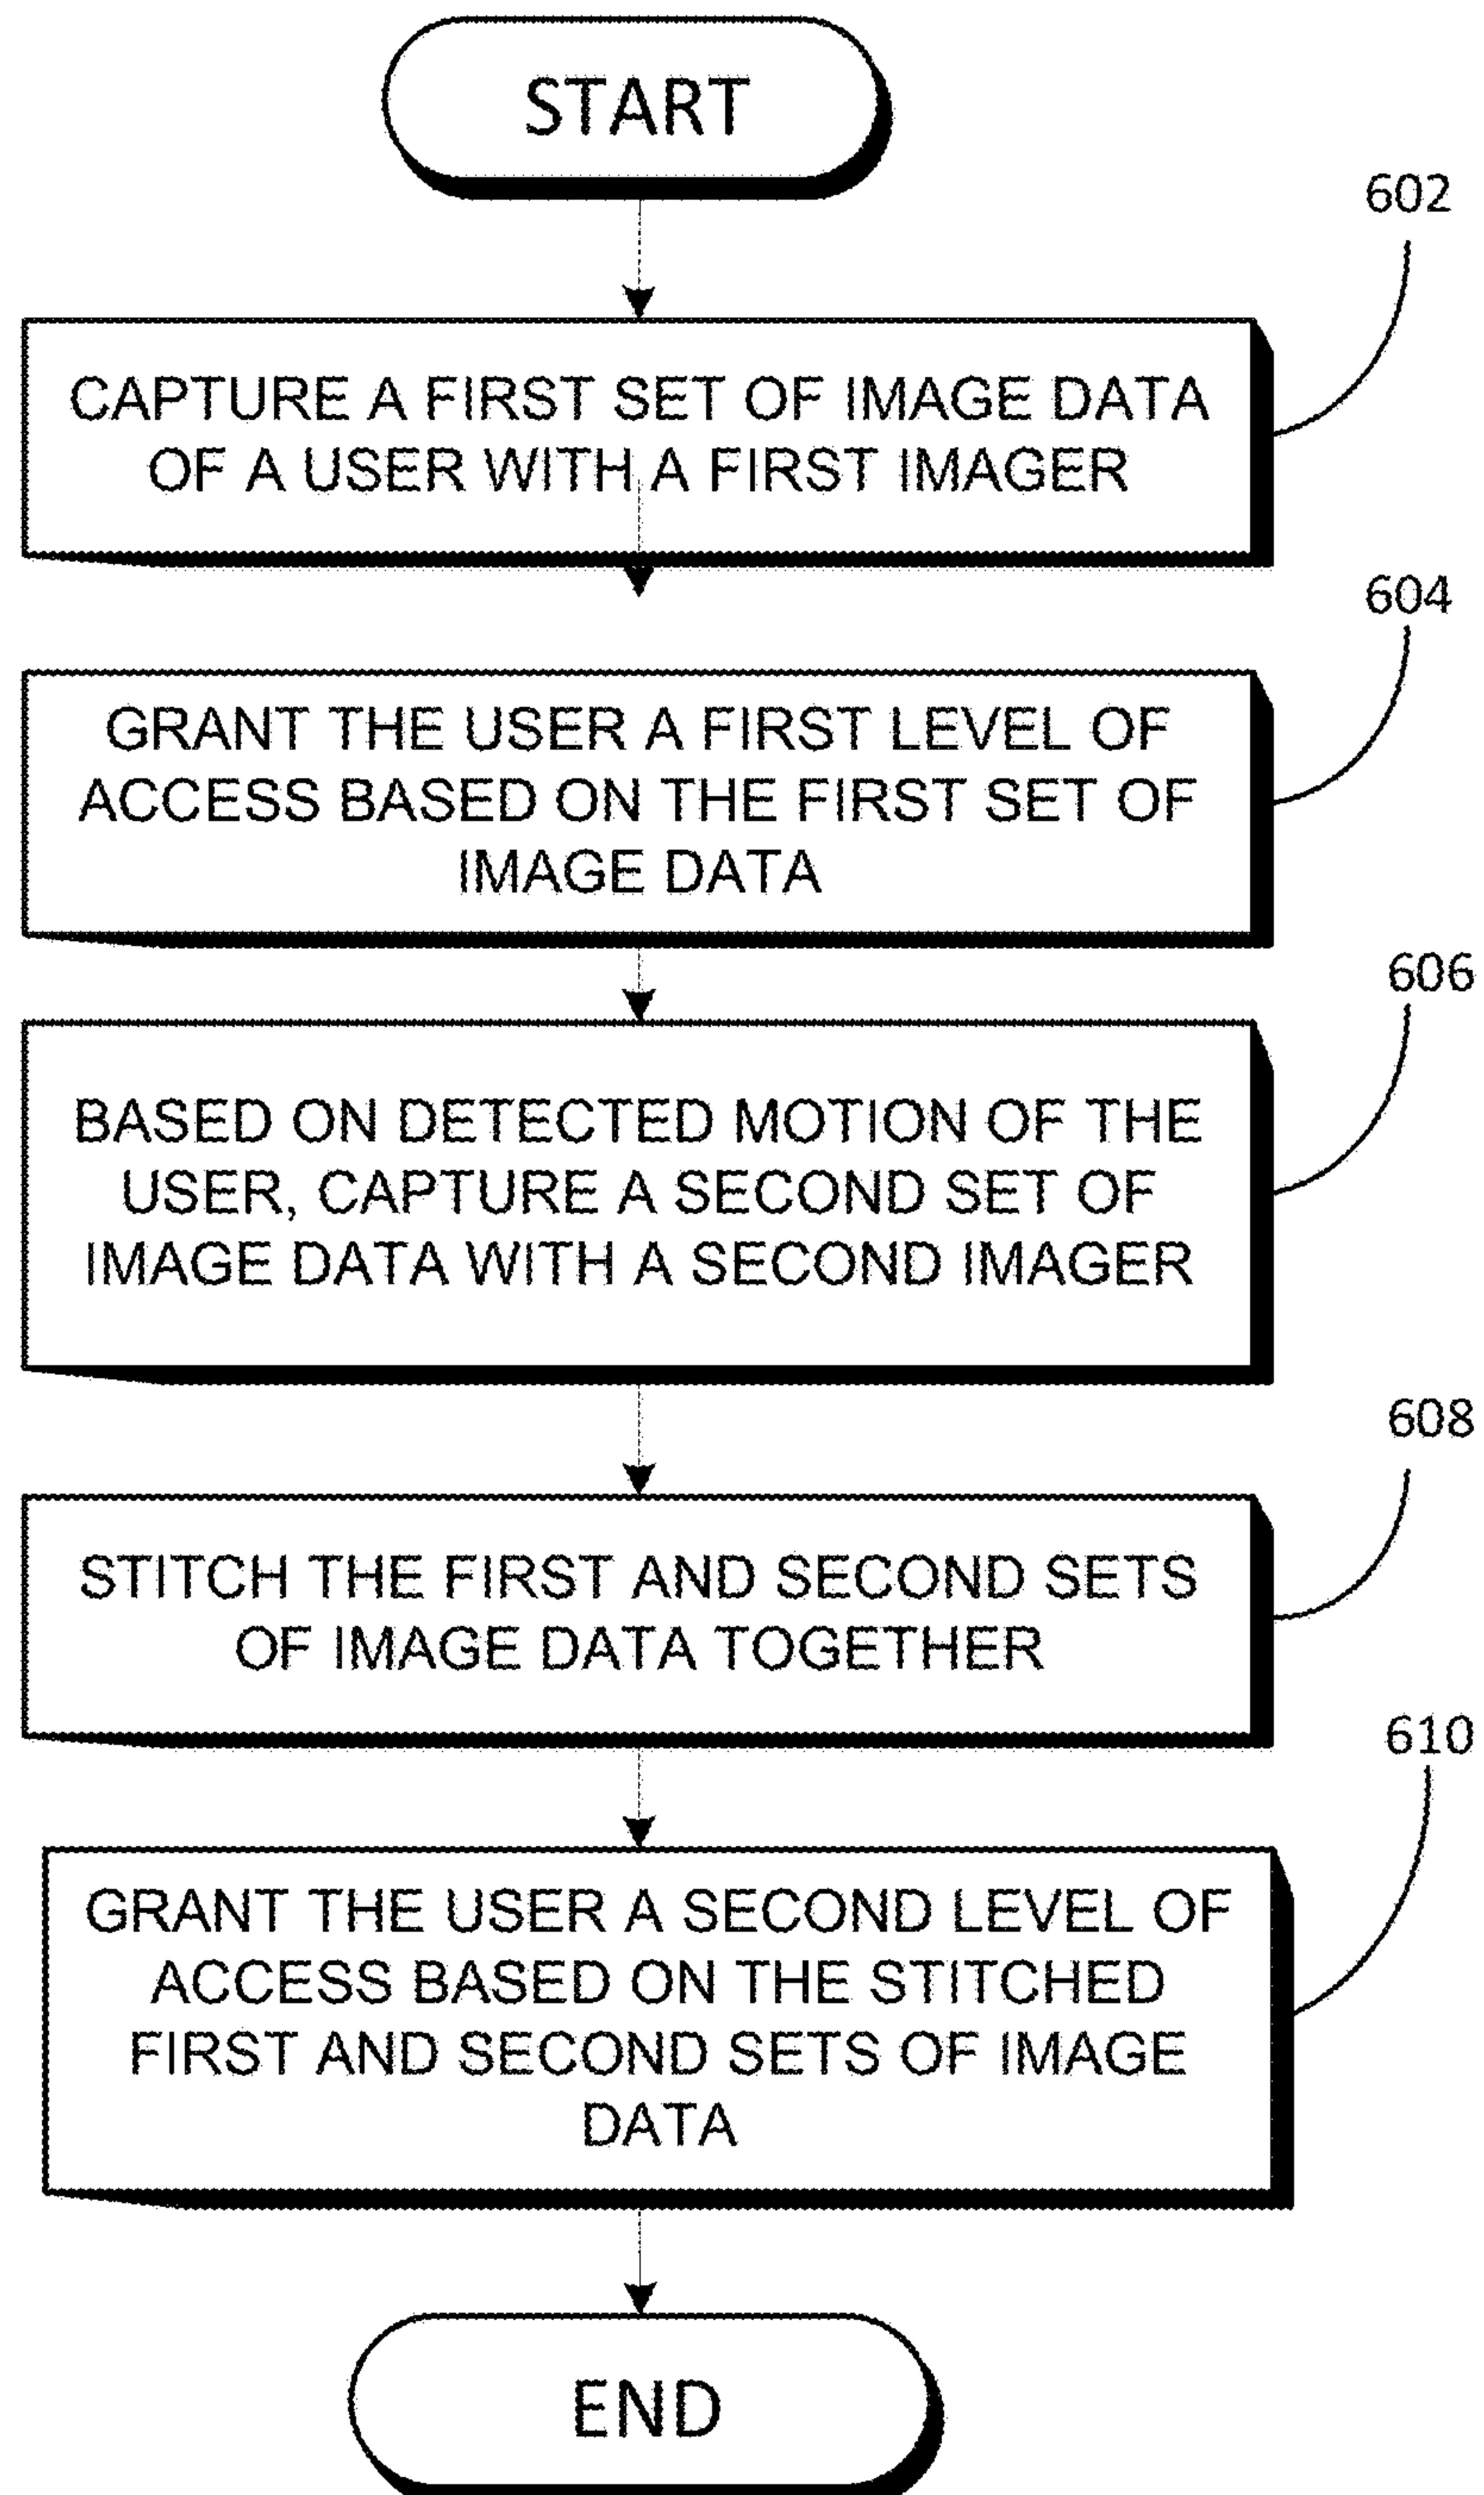 START
602
CAPTURE A FIRST SET OF IMAGE DATA
OF A USER WITH A FIRST IMAGER
604
GRANT THE USER A FIRST LEVEL OF
ACCESS BASED ON THE FIRST SET OF
IMAGE DATA
606
BASED ON DETECTED MOTION OF THE
USER, CAPTURE A SECOND SET OF
IMAGE DATA WITH A SECOND IMAGER
608
STITCH THE FIRST AND SECOND SETS
OF IMAGE DATA TOGETHER
610
GRANT THE USER A SECOND LEVEL OF
ACCESS BASED ON THE STITCHED
FIRST AND SECOND SETS OF IMAGE
DATA
END